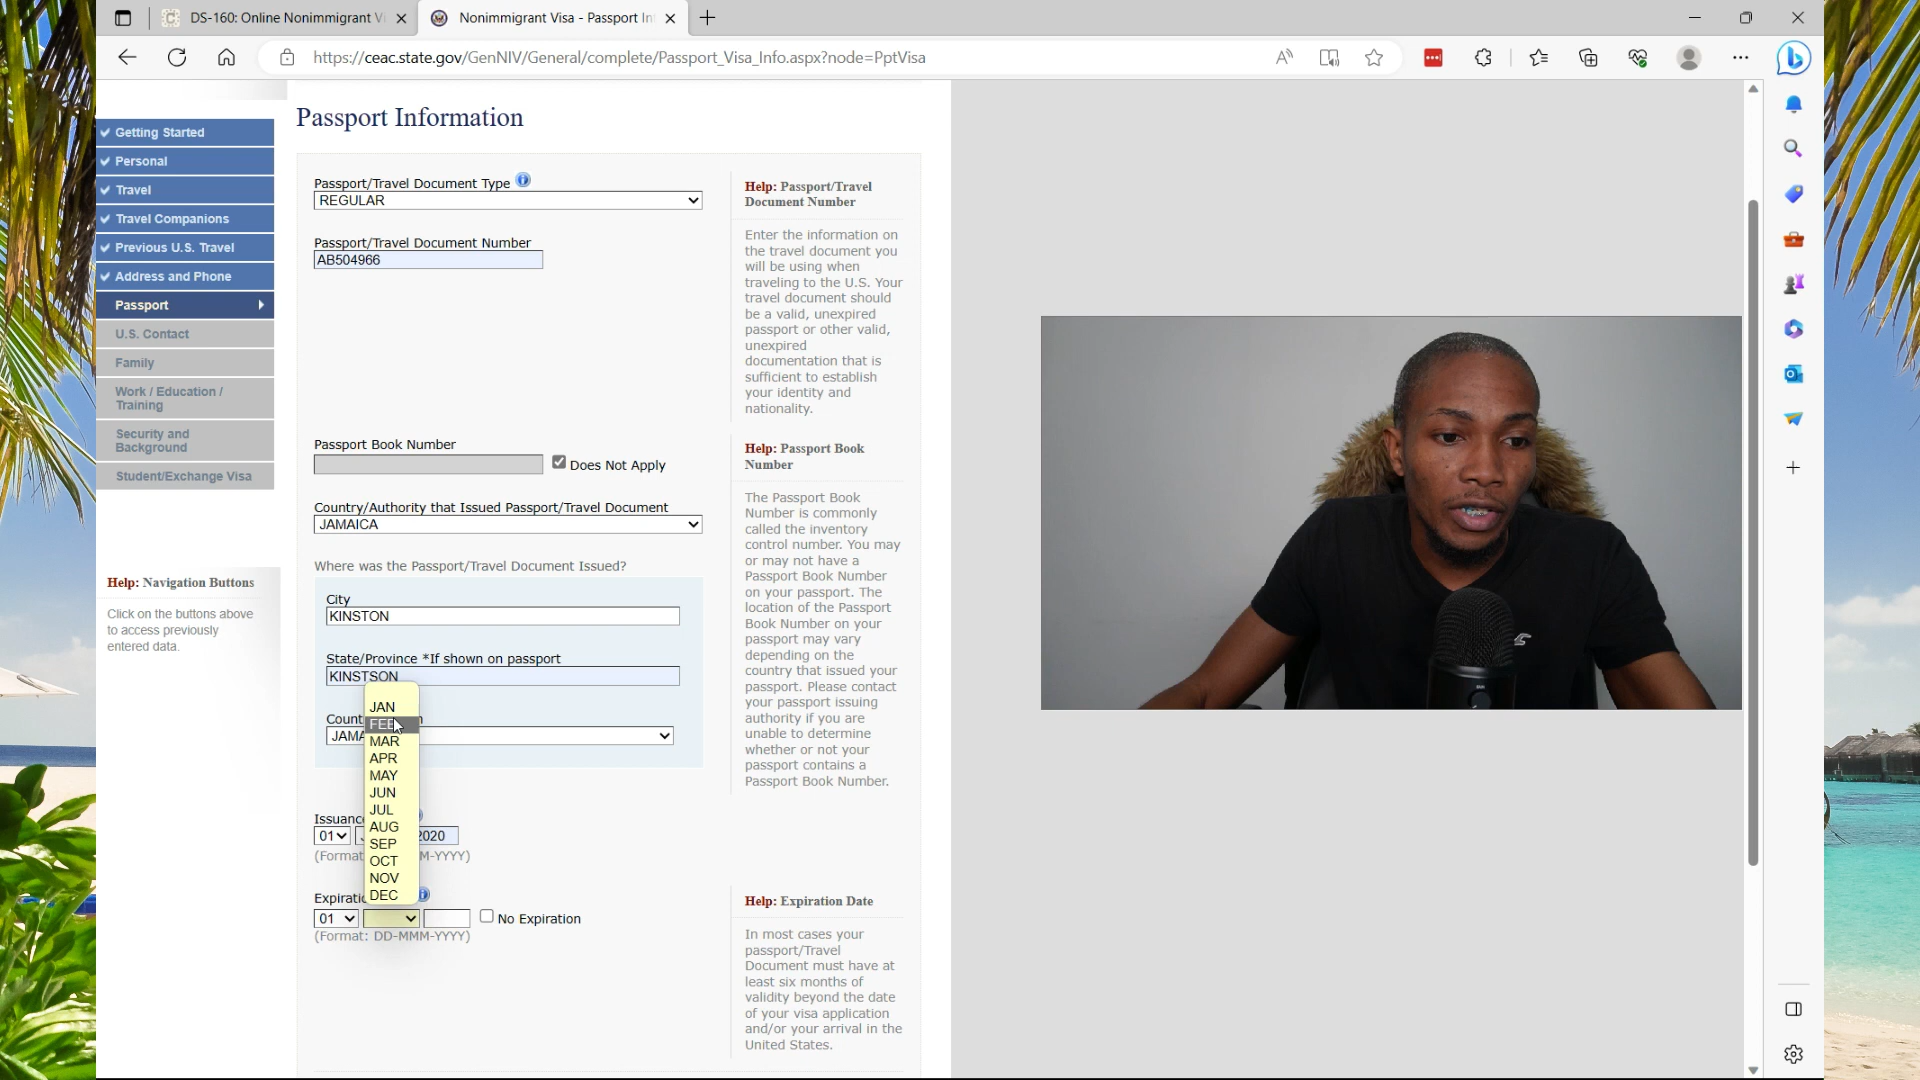 DS-160: Online Nonimmigrant Vi
Nonimmigrant Visa - Passport In
https://ceac.state.gov/GenNIV/General/complete/Passport_Visa_Info.aspx?node=PptVisa
Passport Information
Getting Started
Personal
Travel
Travel Companions
Previous U.S. Travel
Address and Phone
Passport
U.S. Contact
Family
Work / Education /
Training
Security and
Background
Student/Exchange Visa
Help: Navigation Buttons
Click on the buttons above
to access previously
entered data.
Passport/Travel Document Type
REGULAR
Passport/Travel Document Number
AB504966
Help: Passport/Travel
Document Number
Enter the information on
the travel document you
will be using when
traveling to the U.S. Your
travel document should
be a valid, unexpired
passport or other valid,
unexpired
documentation that is
sufficient to establish
your identity and
nationality.
Passport Book Number
Does Not Apply
Country/Authority that Issued Passport/Travel Document
JAMAICA
Where was the Passport/Travel Document Issued?
City
KINSTON
State/Province *If shown on passport
KINSTSON
Count
JAMA
JAN
FEB
MAR
APR
MAY
JUN
JUL
AUG
SEP
OCT
NOV
DEC
Issuance
01
2020
(Format M-YYYY)
Expiratio
01
No Expiration
(Format: DD-MMM-YYYY)
Help: Passport Book
Number
The Passport Book
Number is commonly
called the inventory
control number. You may
or may not have a
Passport Book Number
on your passport. The
location of the Passport
Book Number on your
passport may vary
depending on the
country that issued your
passport. Please contact
your passport issuing
authority if you are
unable to determine
whether or not your
passport contains a
Passport Book Number.
Help: Expiration Date
In most cases your
passport/Travel
Document must have at
least six months of
validity beyond the date
of your visa application
and/or your arrival in the
United States.